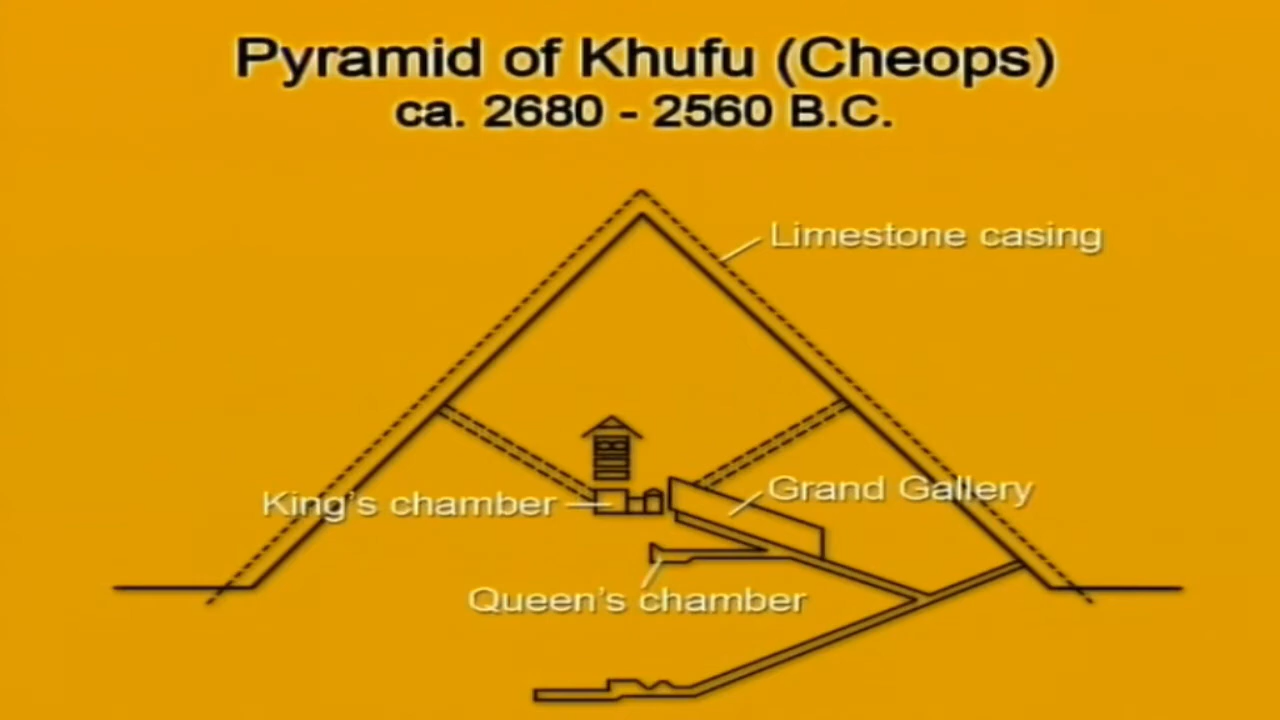 Pyramid of Khufu (Cheops)
ca. 2680 - 2560 B.C.
Limestone casing
King's chamber
Grand Gallery
Queen's chamber